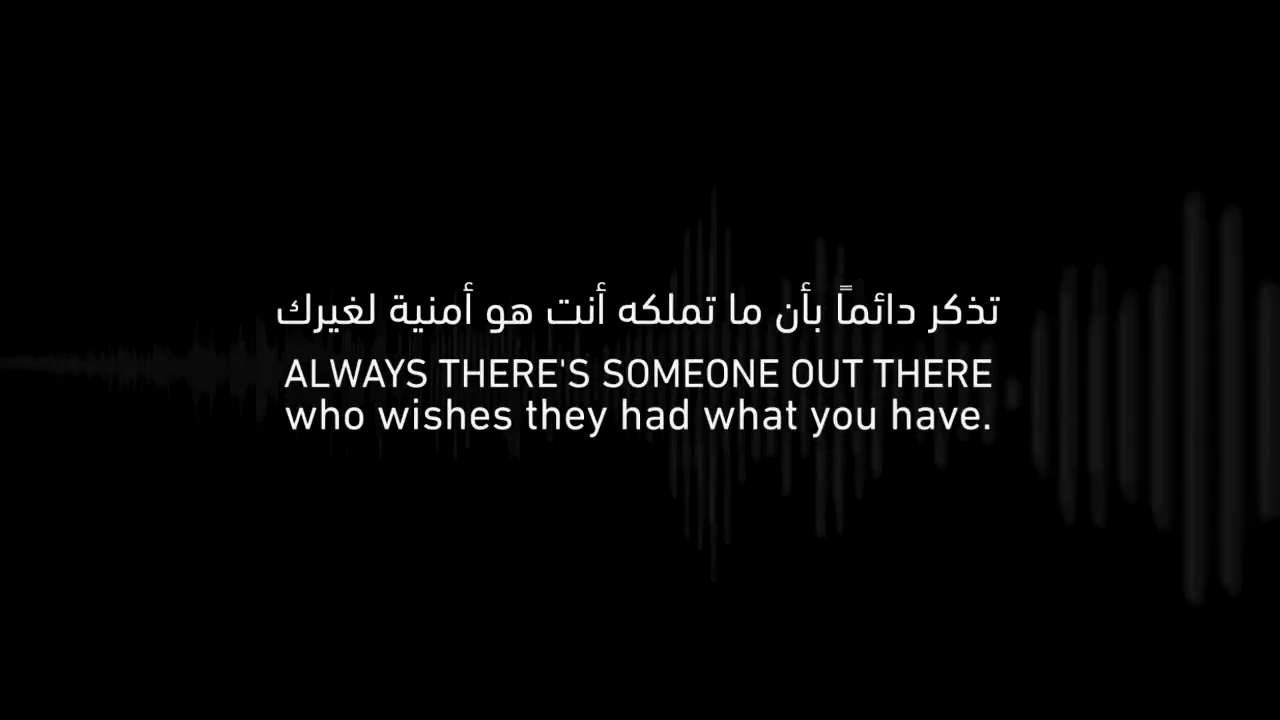 تذكر دائماً بأن ما تملكه أنت هو أمنية لغيرك
ALWAYS THERE'S SOMEONE OUT THERE
who wishes they had what you have.